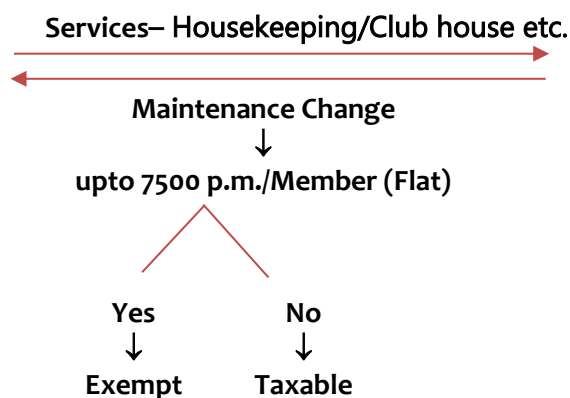 Services– Housekeeping/Club house etc.
Maintenance Change
upto 7500 p.m./Member (Flat)
Yes No
Exempt Taxable